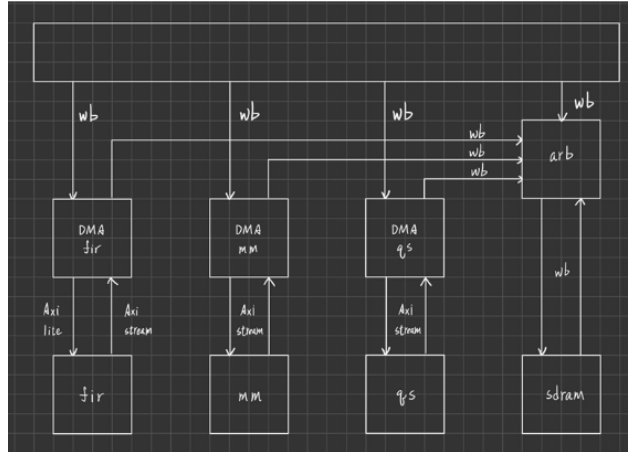 wb
wb
wb
wb
wb
wb
wb
arb
DMA
fir
DMA
mm
DMA
qs
wb
Axi
lite
Axi
stream
Axi
stream
Axi
stream
fir
mm
qs
sdram